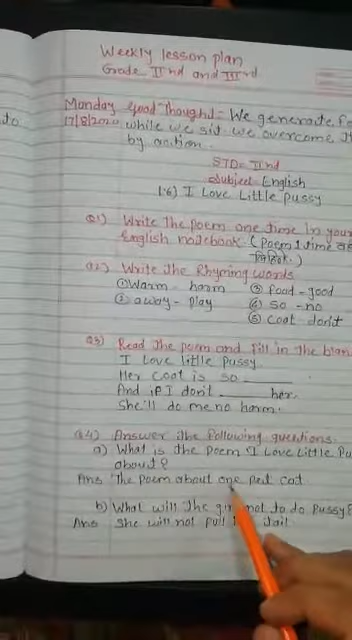 Weekly lesson plan
Grade IInd and IIIrd
to
Monday Good Thought - We generate
17/8/2020 while we sit we overcome
by action.
STD = IInd
Subject English
1.6) I Love Little Pussy
Q1) Write the poem one time in your
English notebook. (Poem 1 time
लिहिणे.)
Q2) Write the Rhyming words
① Warm - harm ③ food - good
② away - play ④ so - no
⑤ coat - don't
Q3) Read the poem and fill in the
I Love little pussy.
Her coat is so ______
And if I don't ______ her,
She'll do me no harm.
Q4) Answer the following questions.
a) What is the poem I Love Little
about?
Ans The poem about one pet cat.
b) What will the not to do pussy?
Ans She will not pull tail.